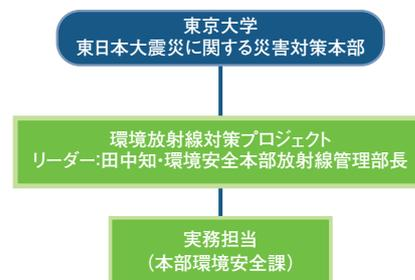 東京大学
東日本大震災に関する災害対策本部
環境放射線対策プロジェクト
リーダー:田中知・環境安全本部放射線管理部長
実務担当
（本部環境安全課）